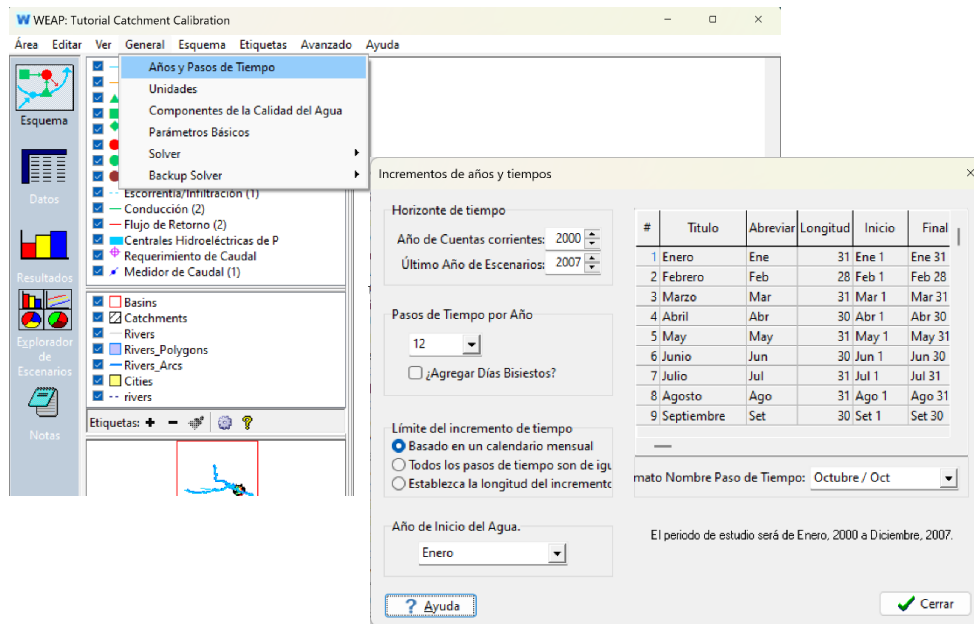 WEAP: Tutorial Catchment Calibration
Área Editar Ver General Esquema Etiquetas Avanzado Ayuda
Años y Pasos de Tiempo
Unidades
Componentes de la Calidad del Agua
Parámetros Básicos
Solver
Backup Solver
Esquema
Datos
Resultados
Explorador
de
Escenarios
Notas
Escorrentía/Infiltración (1)
Conducción (2)
Flujo de Retorno (2)
Centrales Hidroeléctricas de P
Requerimiento de Caudal
Medidor de Caudal (1)
Basins
Catchments
Rivers
Rivers_Polygons
Rivers_Arcs
Cities
rivers
Etiquetas:
Incrementos de años y tiempos
Horizonte de tiempo
Año de Cuentas corrientes: 2000
Último Año de Escenarios: 2007
Pasos de Tiempo por Año
12
¿Agregar Días Bisiestos?
Límite del incremento de tiempo
Basado en un calendario mensual
Todos los pasos de tiempo son de igu
Establezca la longitud del incremento
Año de Inicio del Agua.
Enero
# Titulo Abreviar Longitud Inicio Final
1 Enero Ene 31 Ene 1 Ene 31
2 Febrero Feb 28 Feb 1 Feb 28
3 Marzo Mar 31 Mar 1 Mar 31
4 Abril Abr 30 Abr 1 Abr 30
5 May May 31 May 1 May 31
6 Junio Jun 30 Jun 1 Jun 30
7 Julio Jul 31 Jul 1 Jul 31
8 Agosto Ago 31 Ago 1 Ago 31
9 Septiembre Set 30 Set 1 Set 30
mato Nombre Paso de Tiempo: Octubre / Oct
El periodo de estudio será de Enero, 2000 a Diciembre, 2007.
? Ayuda
Cerrar